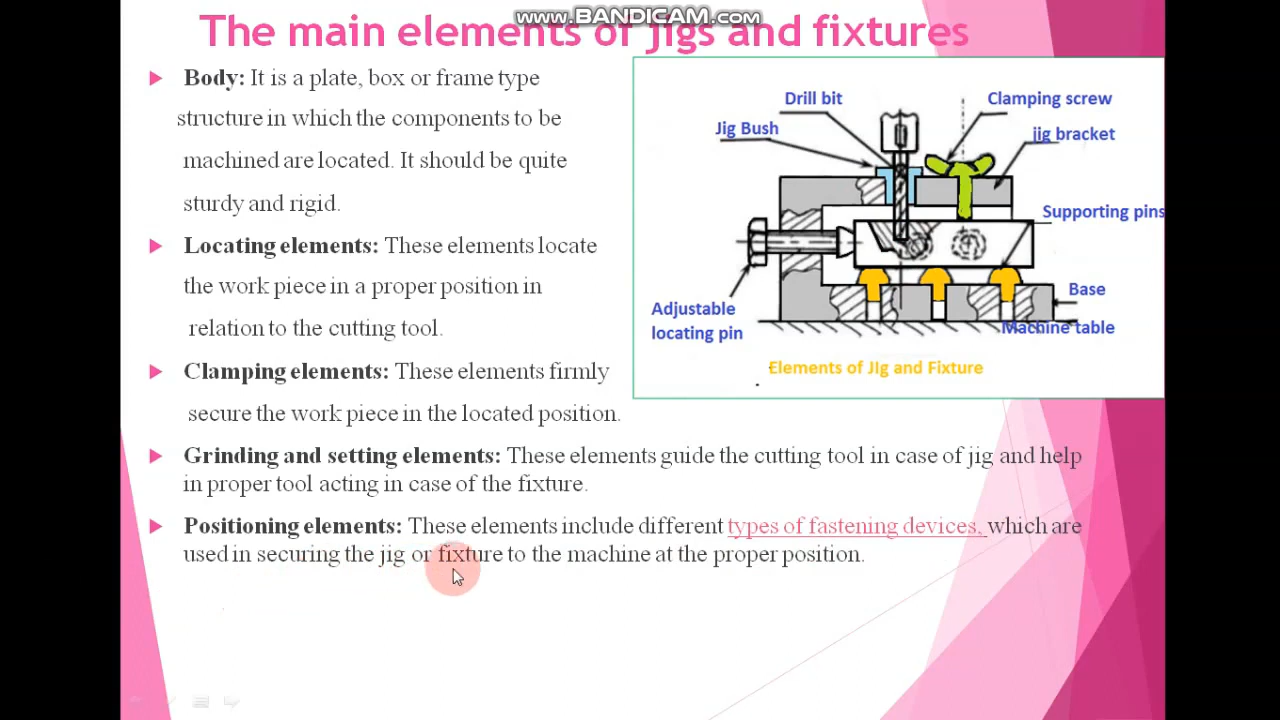 www.BANDICAM.com
The main elements of jigs and fixtures
Body: It is a plate, box or frame type
structure in which the components to be
machined are located. It should be quite
sturdy and rigid.
Locating elements: These elements locate
the work piece in a proper position in
relation to the cutting tool.
Clamping elements: These elements firmly
secure the work piece in the located position.
Grinding and setting elements: These elements guide the cutting tool in case of jig and help
in proper tool acting in case of the fixture.
Positioning elements: These elements include different types of fastening devices, which are
used in securing the jig or fixture to the machine at the proper position.
Drill bit
Clamping screw
Jig Bush
jig bracket
Supporting pins
Adjustable
locating pin
Base
Machine table
Elements of JIg and Fixture